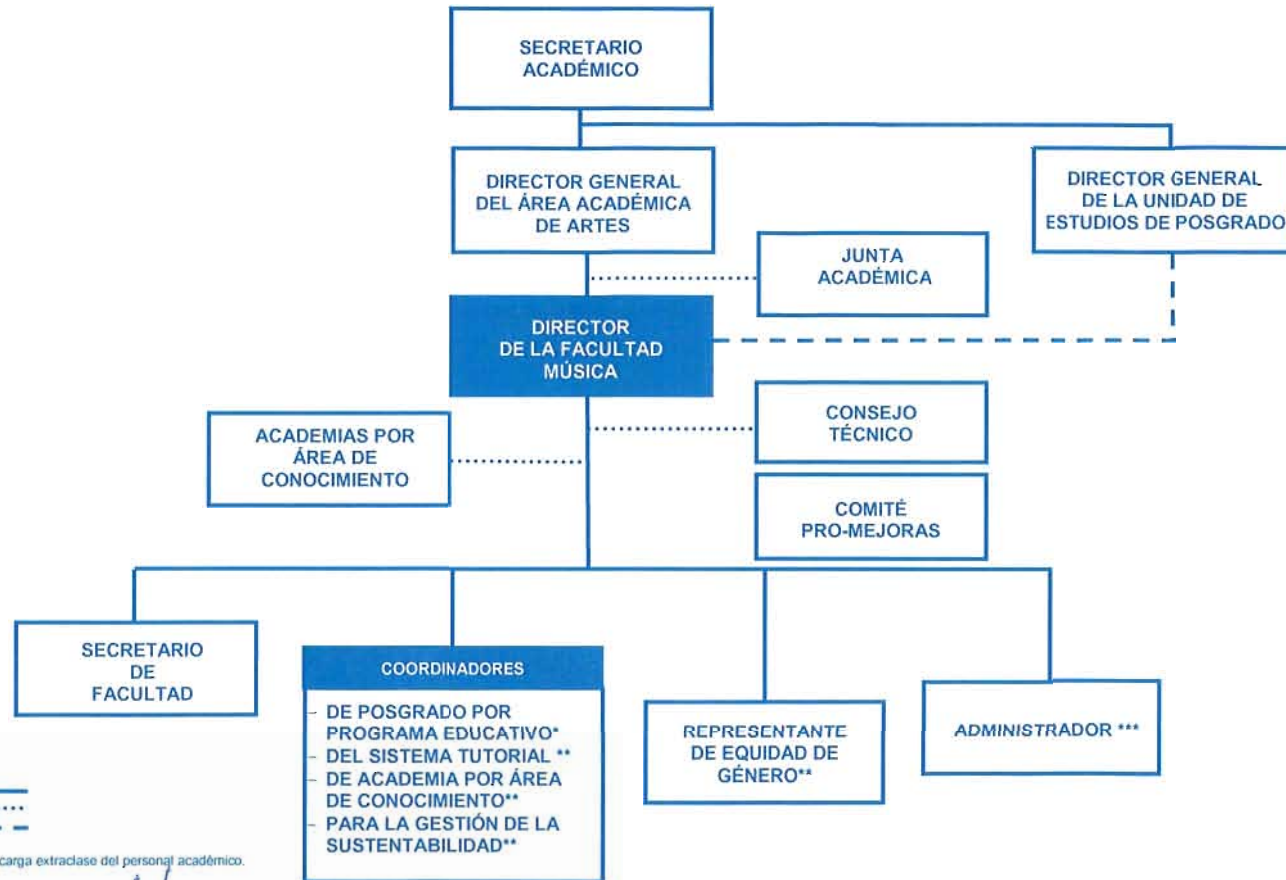 SECRETARIO
ACADÉMICO
DIRECTOR GENERAL
DEL ÁREA ACADÉMICA
DE ARTES
DIRECTOR GENERAL
DE LA UNIDAD DE
ESTUDIOS DE POSGRADO
JUNTA
ACADÉMICA
DIRECTOR
DE LA FACULTAD
MÚSICA
CONSEJO
TÉCNICO
ACADEMIAS POR
ÁREA DE
CONOCIMIENTO
COMITÉ
PRO-MEJORAS
SECRETARIO
DE
FACULTAD
COORDINADORES
- DE POSGRADO POR
PROGRAMA EDUCATIVO*
- DEL SISTEMA TUTORIAL **
- DE ACADEMIA POR ÁREA
DE CONOCIMIENTO**
- PARA LA GESTIÓN DE LA
SUSTENTABILIDAD**
REPRESENTANTE
DE EQUIDAD DE
GÉNERO**
ADMINISTRADOR ***
carga extraclase del personal académico.